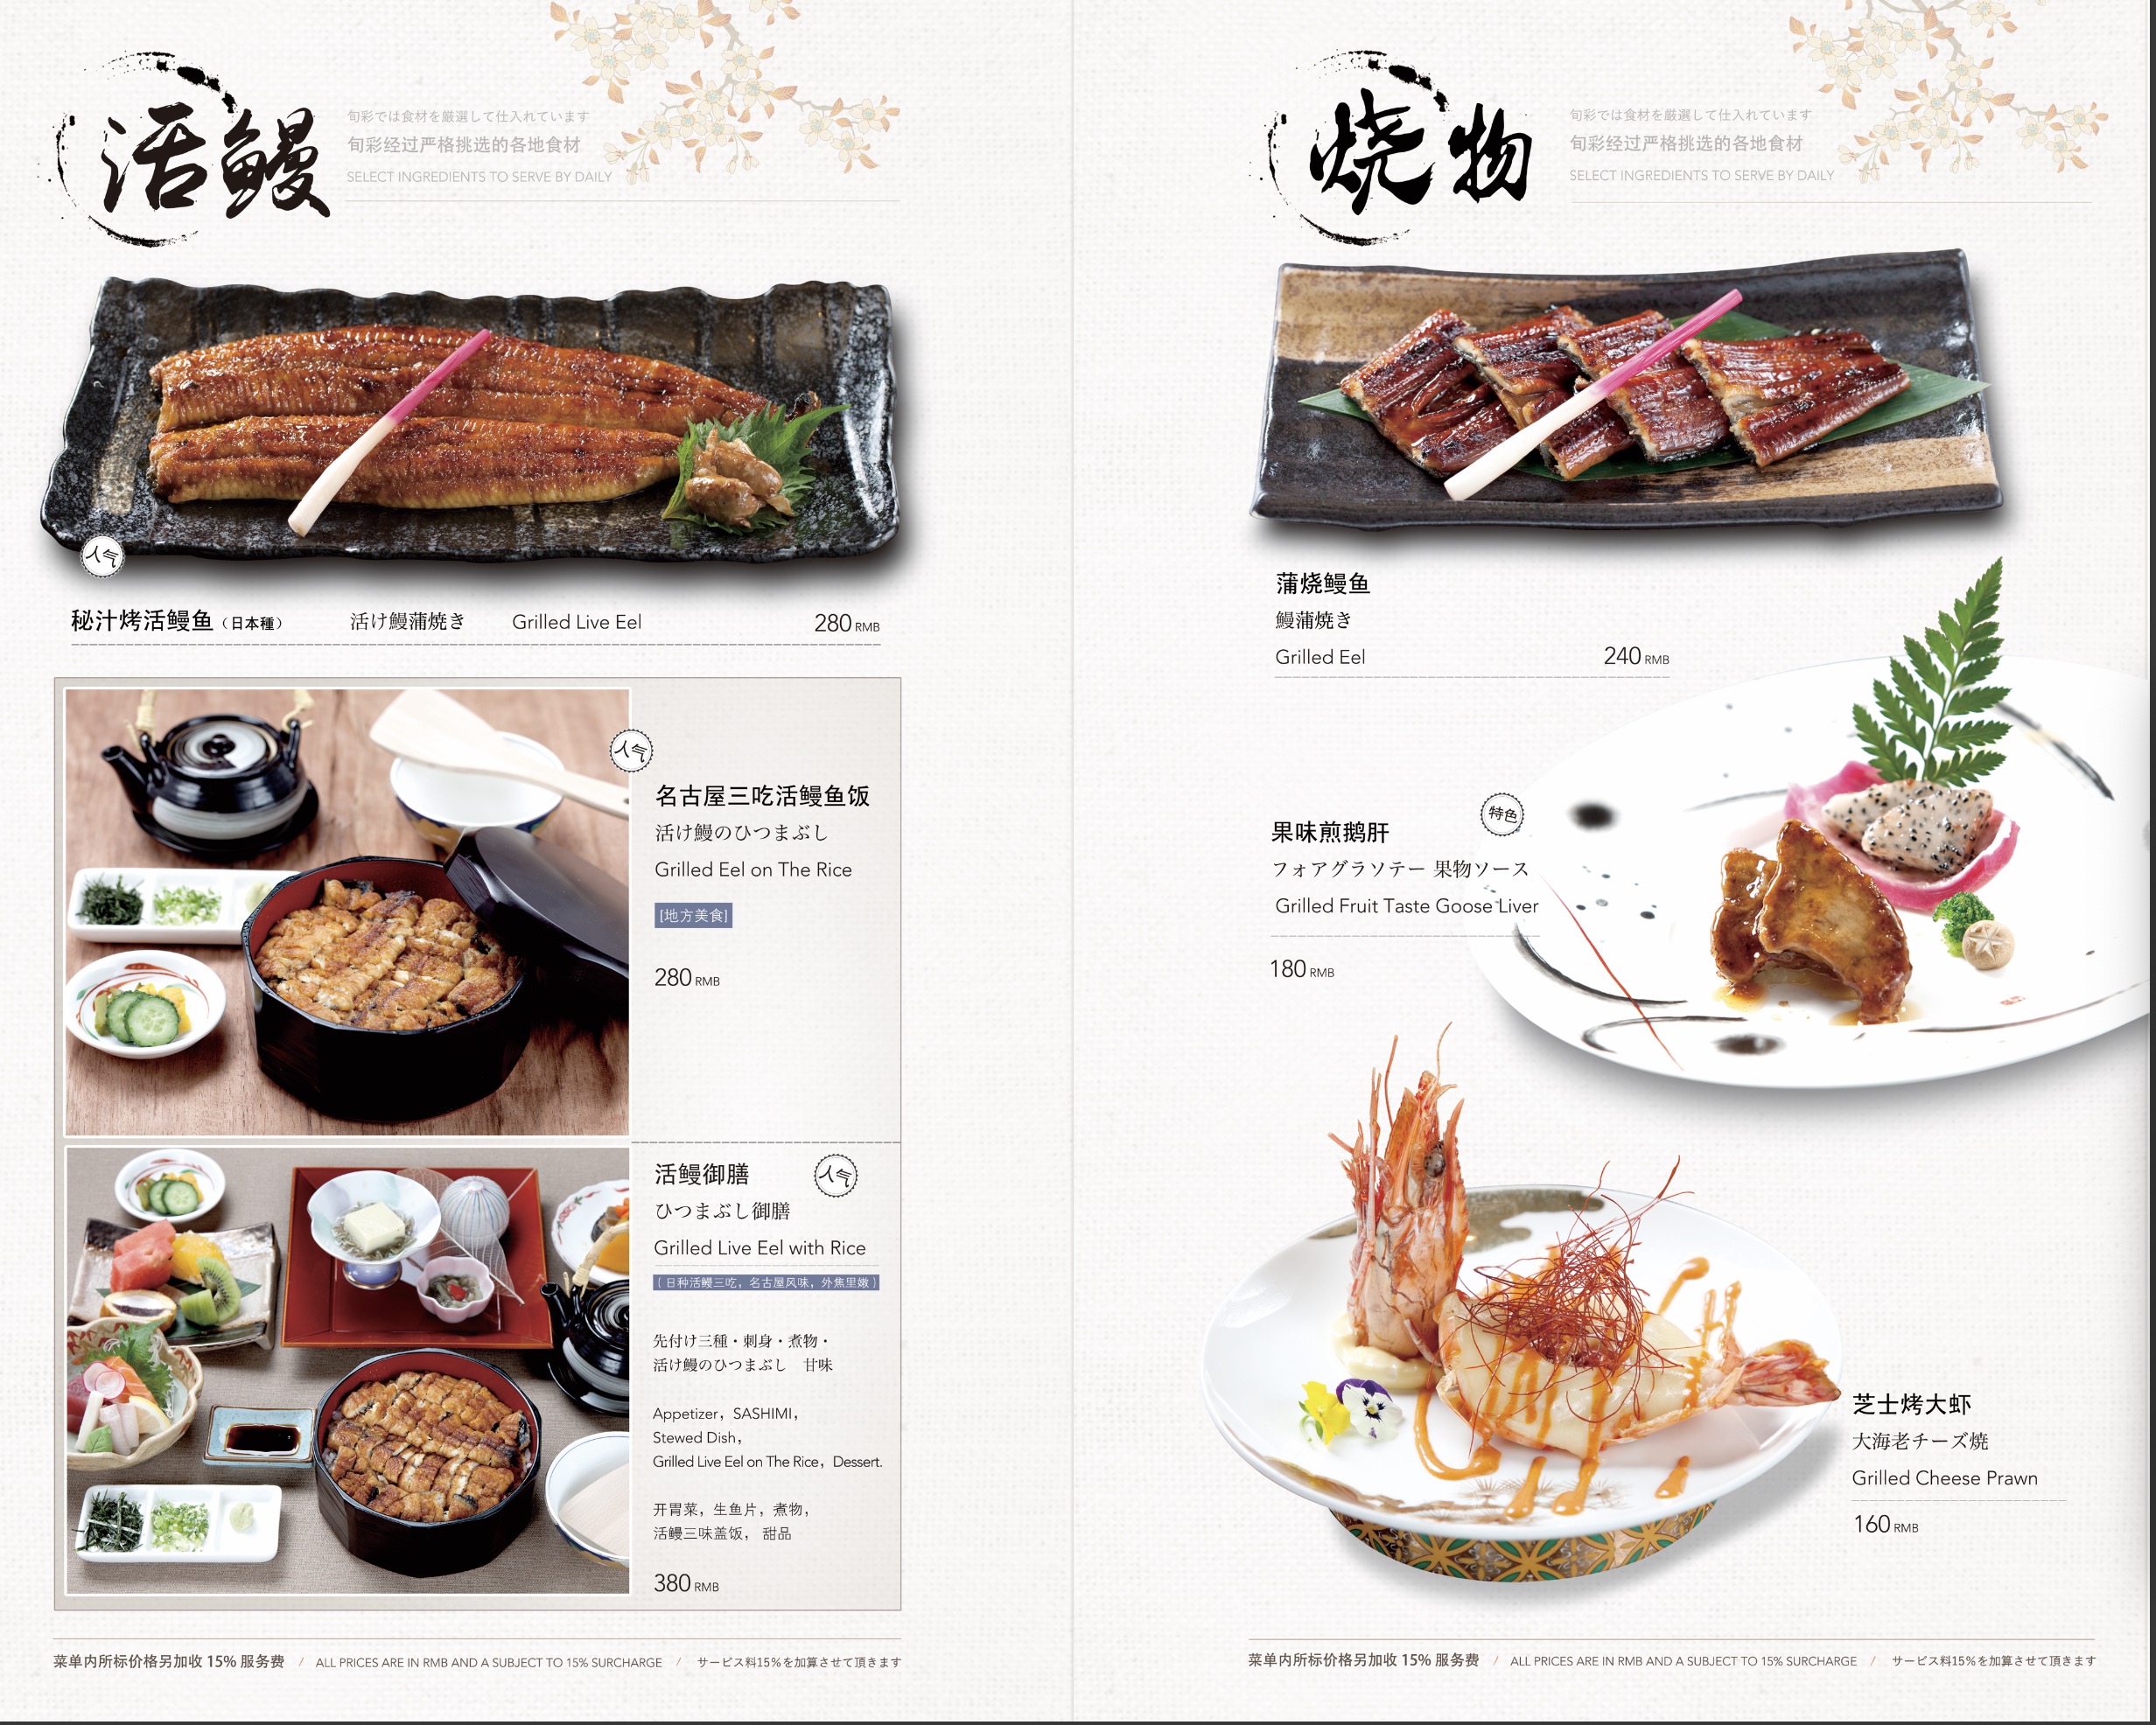 活鳗
旬彩では食材を厳選して仕入れています
旬彩经过严格挑选的各地食材
SELECT INGREDIENTS TO SERVE BY DAILY
人气
秘汁烤活鳗鱼（日本種） 活け鰻蒲焼き Grilled Live Eel 280 RMB
人气
名古屋三吃活鳗鱼饭
活け鰻のひつまぶし
Grilled Eel on The Rice
[地方美食]
280 RMB
活鳗御膳 人气
ひつまぶし御膳
Grilled Live Eel with Rice
( 日种活鳗三吃，名古屋风味，外焦里嫩 )
先付け三種・刺身・煮物・
活け鰻のひつまぶし 甘味
Appetizer，SASHIMI，
Stewed Dish，
Grilled Live Eel on The Rice，Dessert.
开胃菜，生鱼片，煮物，
活鳗三味盖饭， 甜品
380 RMB
菜单内所标价格另加收 15% 服务费 / ALL PRICES ARE IN RMB AND A SUBJECT TO 15% SURCHARGE / サービス料15%を加算させて頂きます
烧物
旬彩では食材を厳選して仕入れています
旬彩经过严格挑选的各地食材
SELECT INGREDIENTS TO SERVE BY DAILY
蒲烧鳗鱼
鰻蒲焼き
Grilled Eel 240 RMB
特色
果味煎鹅肝
フォアグラソテー 果物ソース
Grilled Fruit Taste Goose Liver
180 RMB
芝士烤大虾
大海老チーズ焼
Grilled Cheese Prawn
160 RMB
菜单内所标价格另加收 15% 服务费 / ALL PRICES ARE IN RMB AND A SUBJECT TO 15% SURCHARGE / サービス料15%を加算させて頂きます